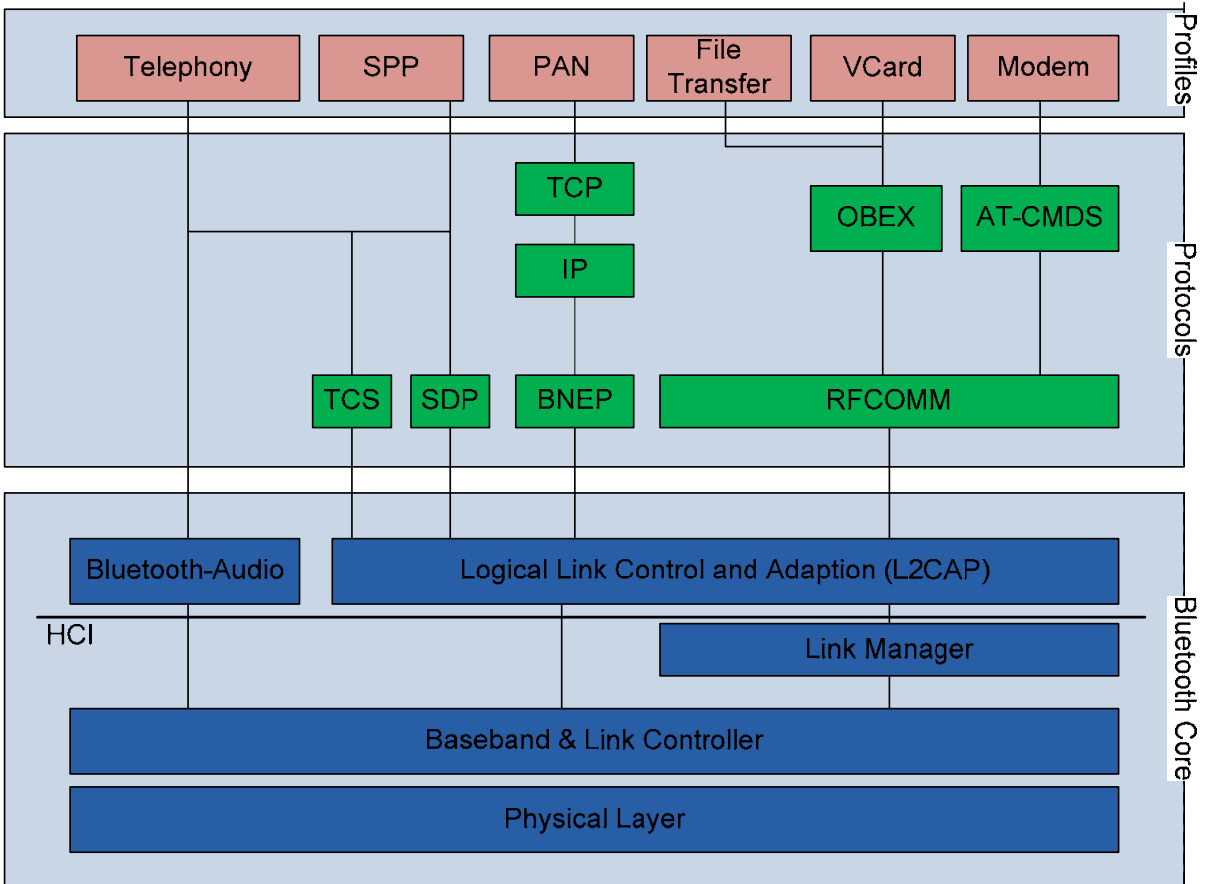 Profiles
Telephony
SPP
PAN
File
Transfer
VCard
Modem
Protocols
TCP
OBEX
AT-CMDS
IP
TCS
SDP
BNEP
RFCOMM
Bluetooth Core
Bluetooth-Audio
Logical Link Control and Adaption (L2CAP)
HCI
Link Manager
Baseband & Link Controller
Physical Layer